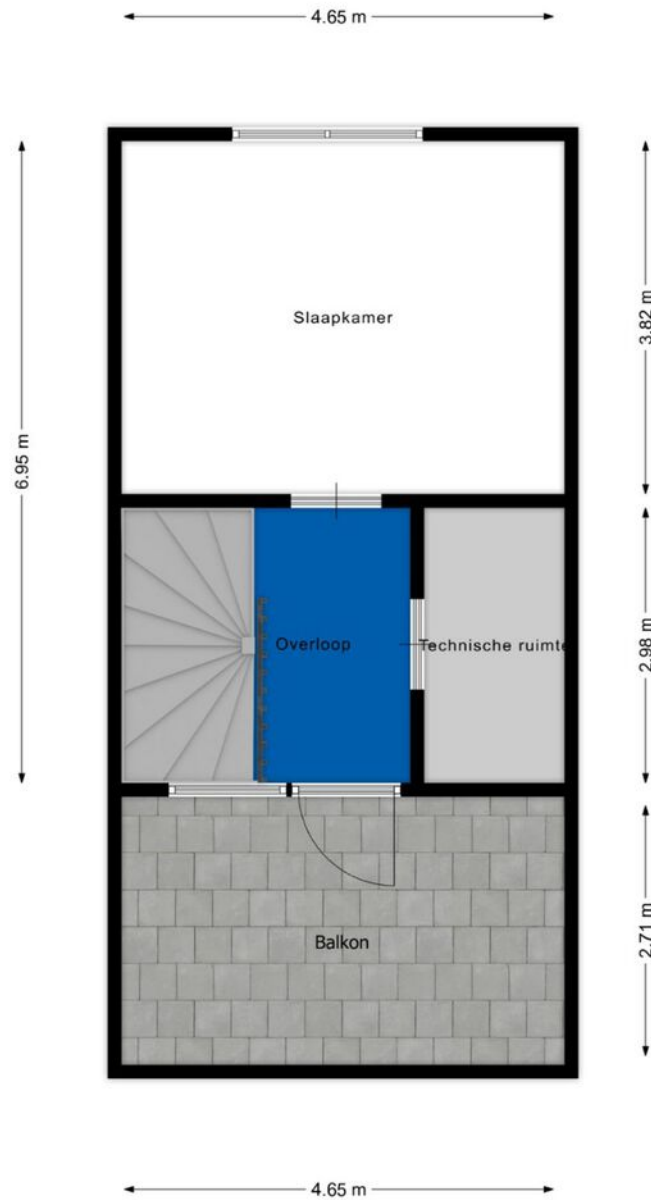 4.65 m
3.82 m
Slaapkamer
6.95 m
2.98 m
Overloop
Technische ruimte
2.71 m
Balkon
4.65 m